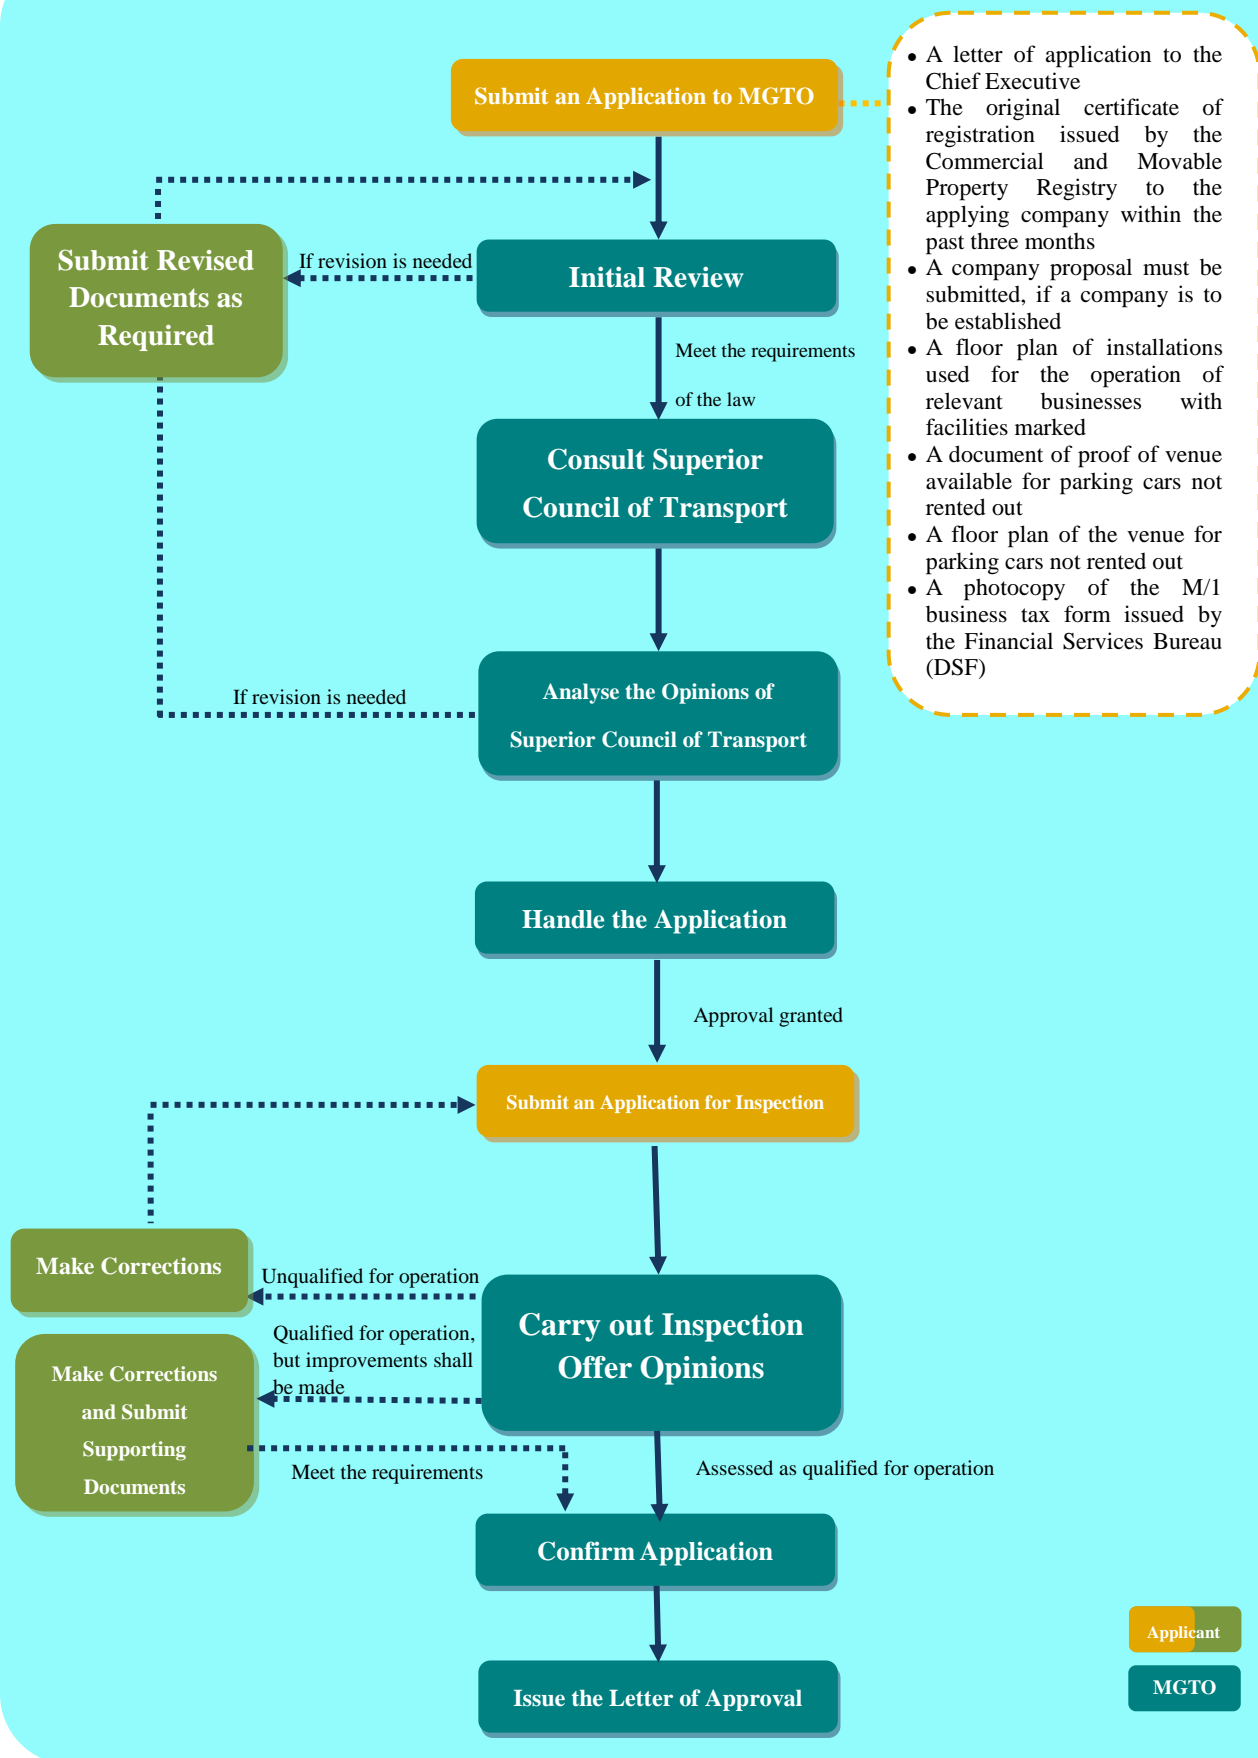 Submit an Application to MGTO
• A letter of application to the
Chief Executive
• The original certificate of
registration issued by the
Commercial and Movable
Property Registry to the
applying company within the
past three months
• A company proposal must be
submitted, if a company is to
be established
• A floor plan of installations
used for the operation of
relevant businesses with
facilities marked
• A document of proof of venue
available for parking cars not
rented out
• A floor plan of the venue for
parking cars not rented out
• A photocopy of the M/1
business tax form issued by
the Financial Services Bureau
(DSF)
Submit Revised
Documents as
Required
If revision is needed
Initial Review
Meet the requirements
of the law
Consult Superior
Council of Transport
If revision is needed
Analyse the Opinions of
Superior Council of Transport
Handle the Application
Approval granted
Submit an Application for Inspection
Make Corrections
Unqualified for operation
Carry out Inspection
Offer Opinions
Qualified for operation,
but improvements shall
be made
Make Corrections
and Submit
Supporting
Documents
Meet the requirements
Assessed as qualified for operation
Confirm Application
Issue the Letter of Approval
Applicant
MGTO